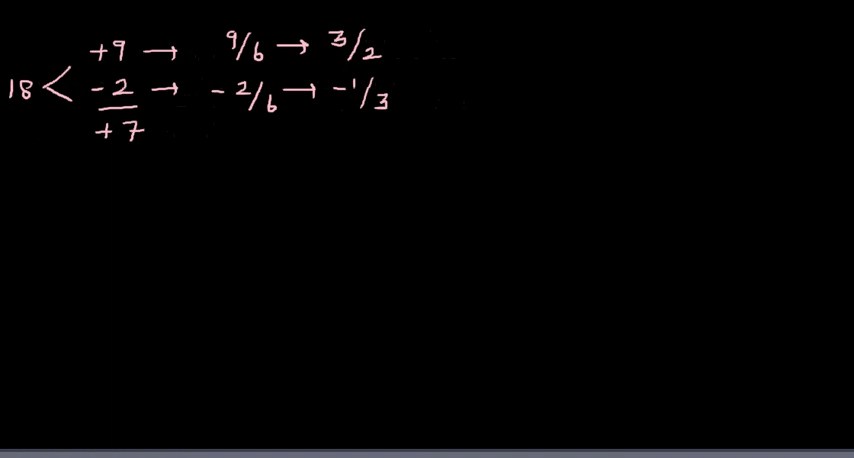 +9 → 9/6 → 3/2
18 < -2 → -2/6 → -1/3
+7